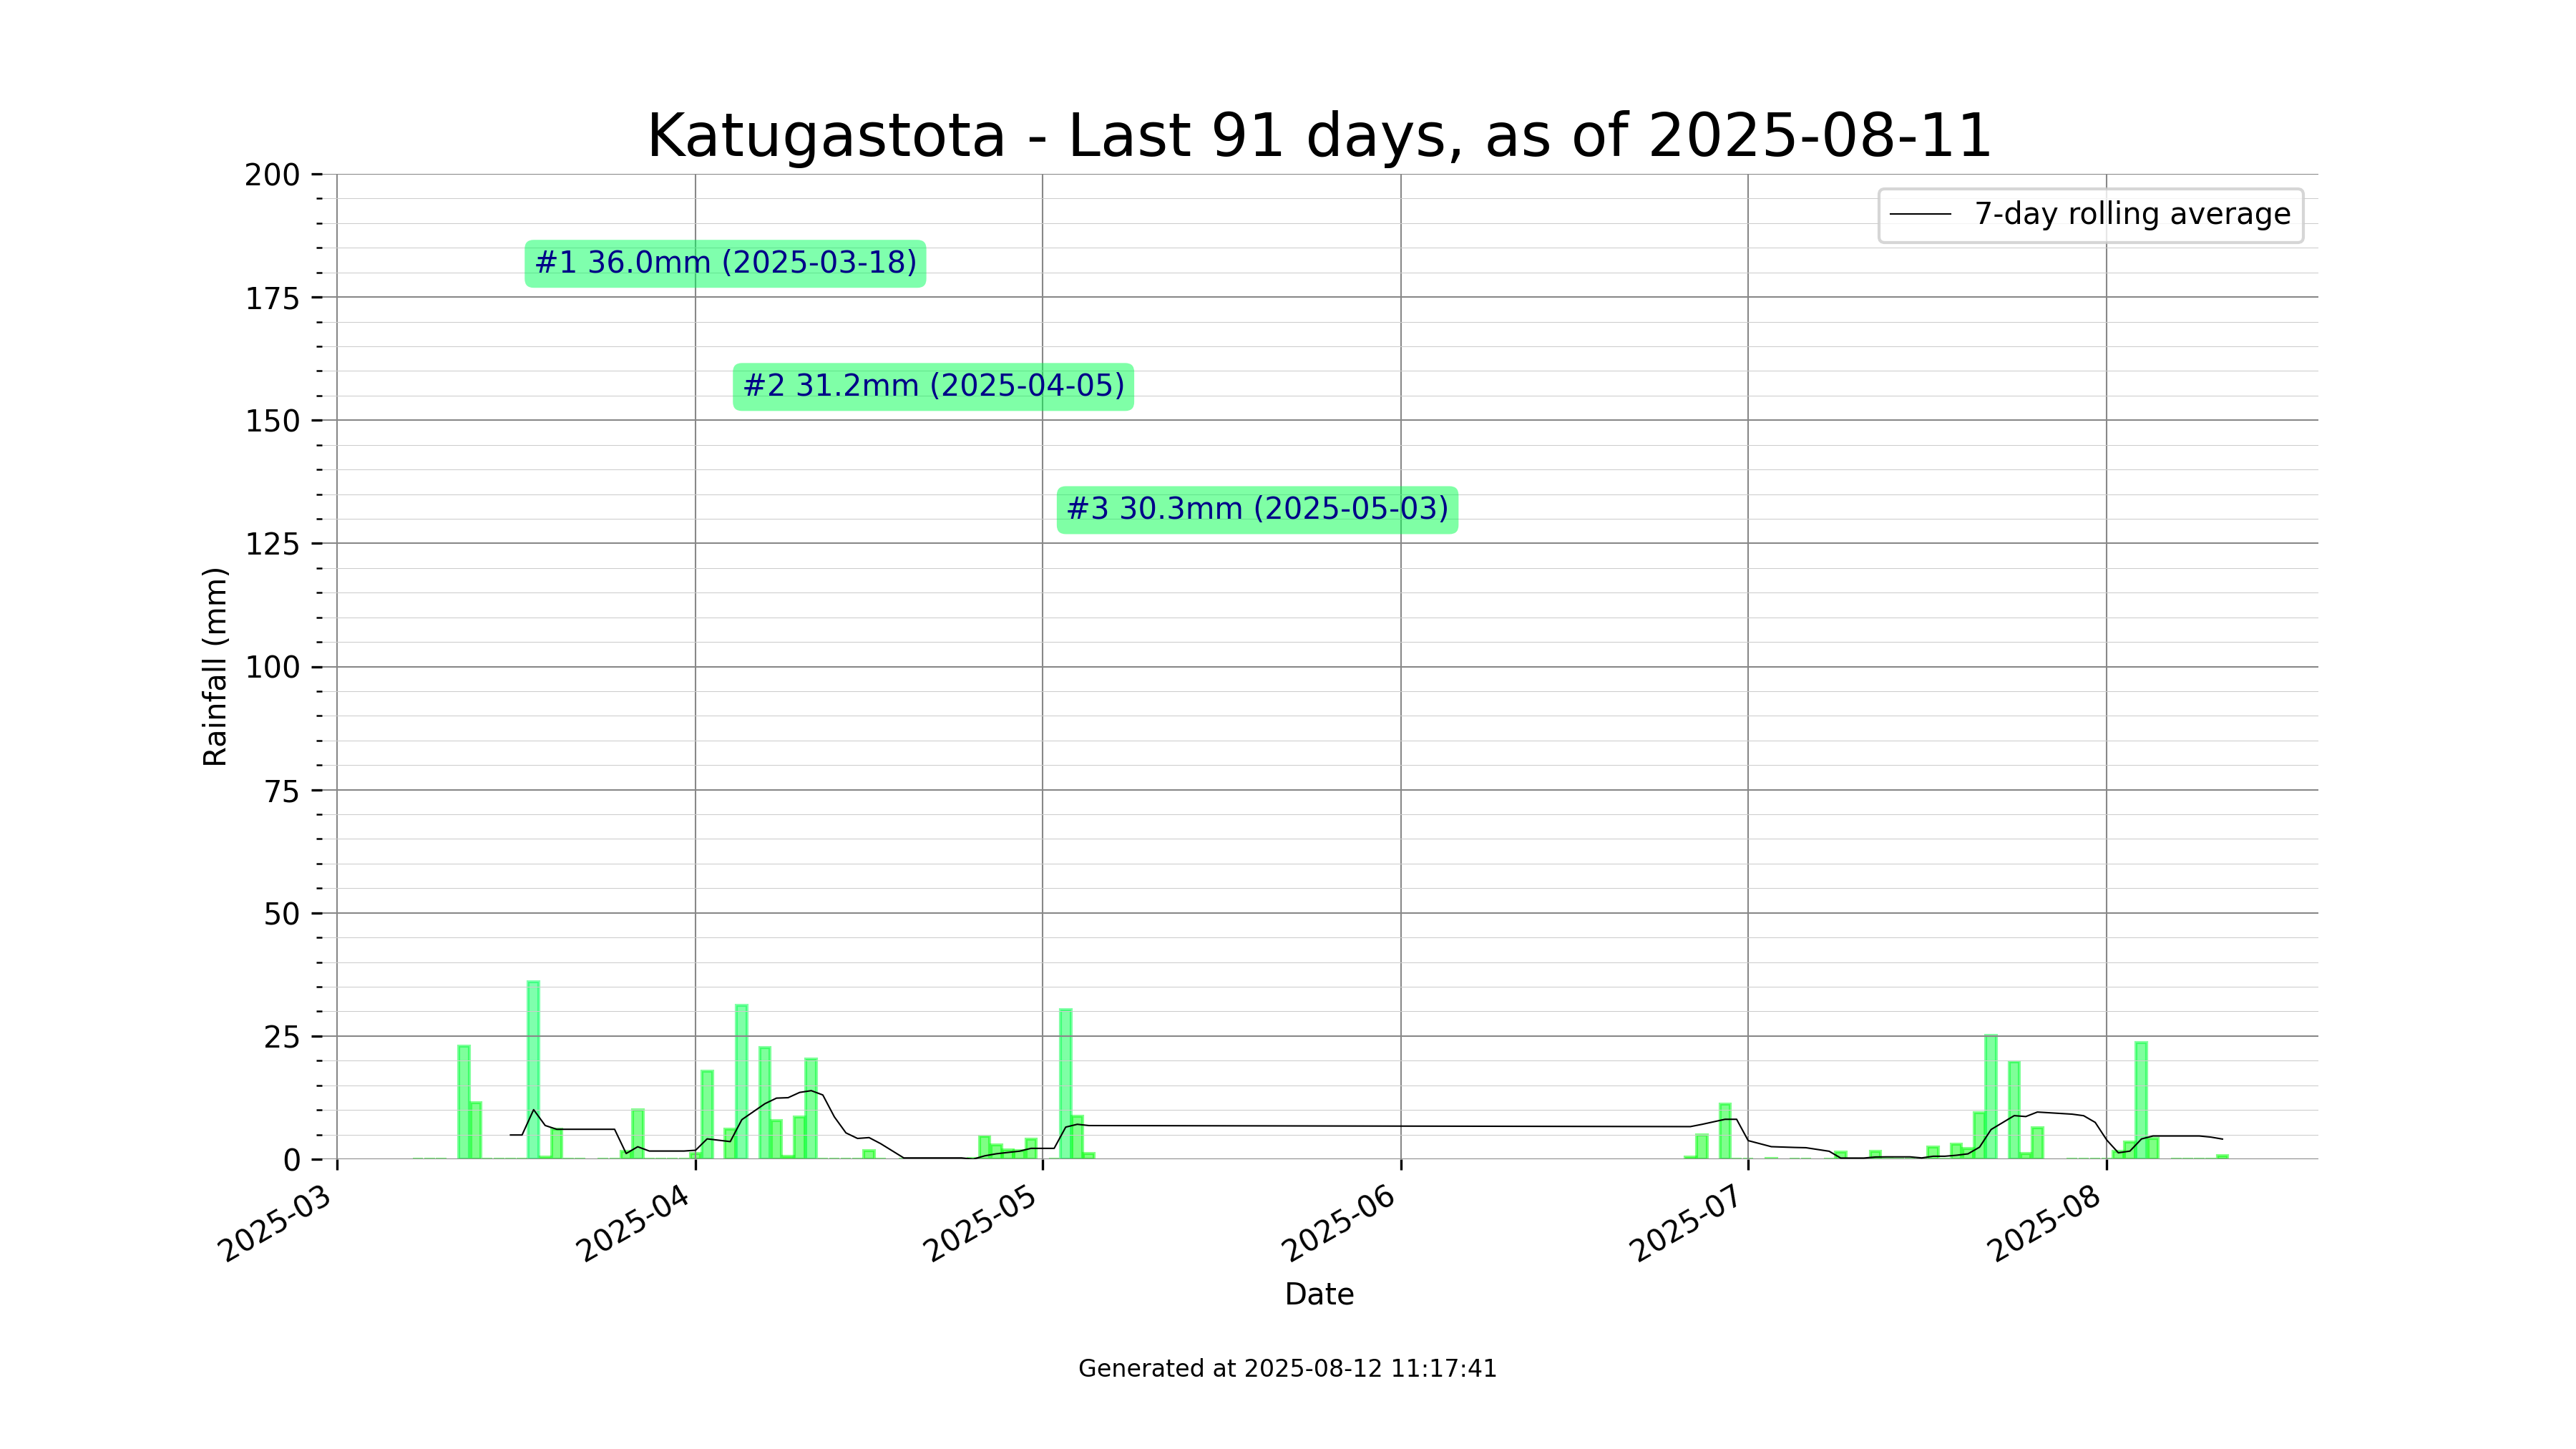 Katugastota - Last 91 days, as of 2025-08-11
200
175
150
125
100
75
50
25
0
Rainfall (mm)
7-day rolling average
#1 36.0mm (2025-03-18)
#2 31.2mm (2025-04-05)
#3 30.3mm (2025-05-03)
2025-03
2025-04
2025-05
2025-06
2025-07
2025-08
Date
Generated at 2025-08-12 11:17:41